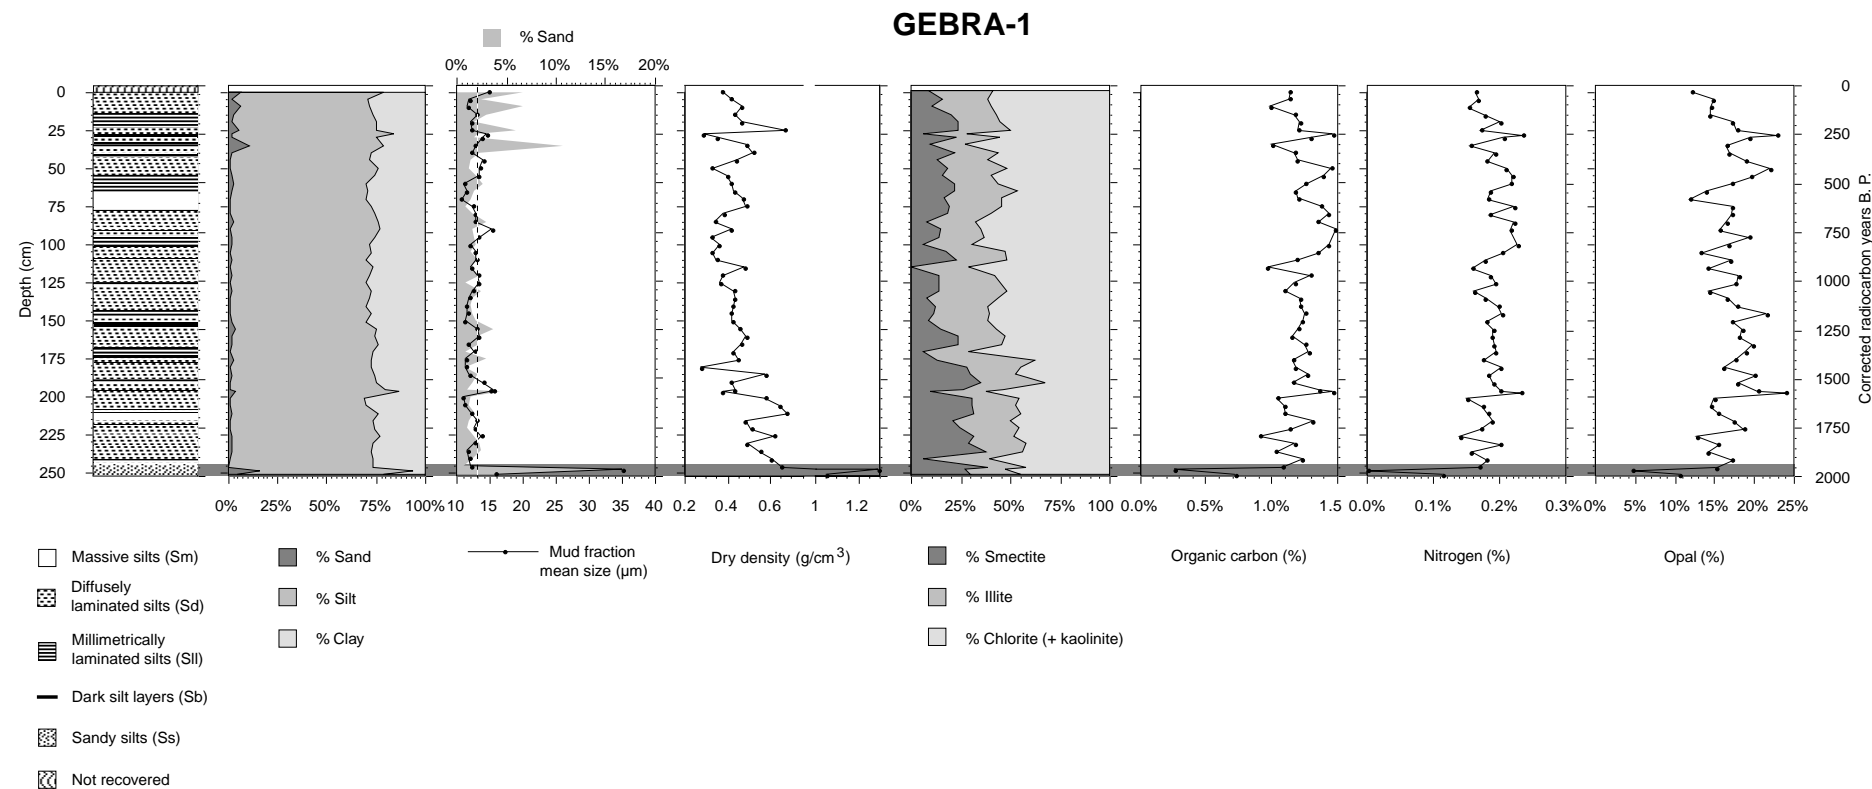 GEBRA-1
% Sand
0% 5% 10% 15% 20%
Depth (cm)
0
25
50
75
100
125
150
175
200
225
250
0
250
500
750
1000
1250
1500
1750
2000
Corrected radiocarbon years B. P.
0% 25% 50% 75% 100%
10 15 20 25 30 35 40
0.2 0.4 0.6 1 1.2
0% 25% 50% 75% 100
0.0% 1.0% 1.5
0.0% 0.1% 0.2% 0.3%
0% 5% 10% 15% 20% 25%
Massive silts (Sm)
Diffusely
laminated silts (Sd)
Millimetrically
laminated silts (Sll)
Dark silt layers (Sb)
Sandy silts (Ss)
Not recovered
% Sand
% Silt
% Clay
Mud fraction
mean size (µm)
Dry density (g/cm3)
% Smectite
% Illite
% Chlorite (+ kaolinite)
Organic carbon (%)
Nitrogen (%)
Opal (%)